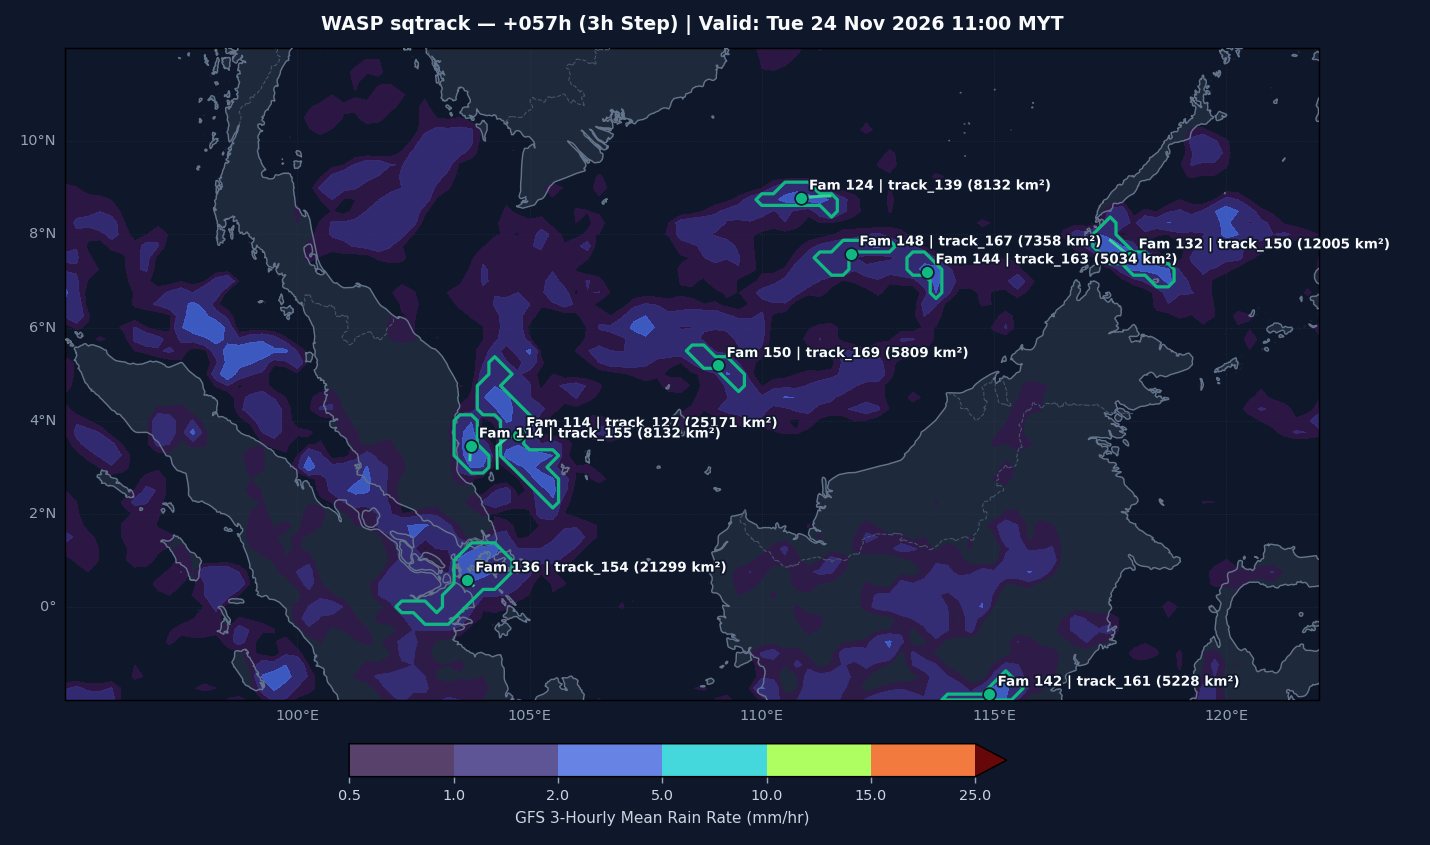 WASP sqtrack — +057h (3h Step) | Valid: Tue 24 Nov 2026 11:00 MYT
10°N
8°N
6°N
4°N
2°N
0°
Fam 124 | track_139 (8132 km²)
Fam 148 | track_167 (7358 km²)
Fam 132 | track_150 (12005 km²)
Fam 144 | track_163 (5034 km²)
Fam 150 | track_169 (5809 km²)
Fam 114 | track_127 (25171 km²)
Fam 114 | track_155 (8132 km²)
Fam 136 | track_154 (21299 km²)
Fam 142 | track_161 (5228 km²)
100°E 105°E 110°E 115°E 120°E
0.5 1.0 2.0 5.0 10.0 15.0 25.0
GFS 3-Hourly Mean Rain Rate (mm/hr)